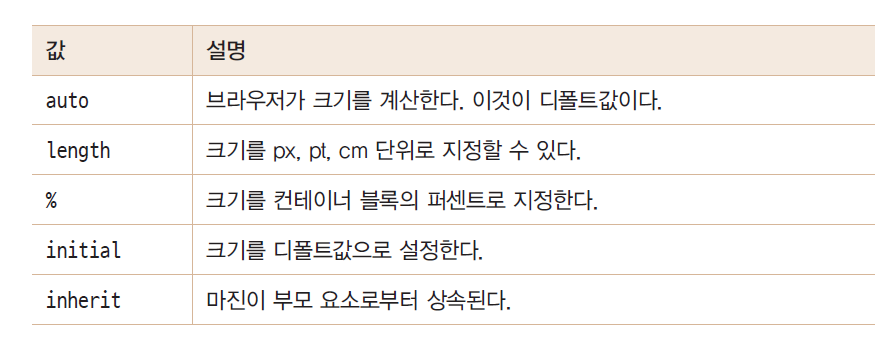 값 설명
auto 브라우저가 크기를 계산한다. 이것이 디폴트값이다.
length 크기를 px, pt, cm 단위로 지정할 수 있다.
% 크기를 컨테이너 블록의 퍼센트로 지정한다.
initial 크기를 디폴트값으로 설정한다.
inherit 마진이 부모 요소로부터 상속된다.